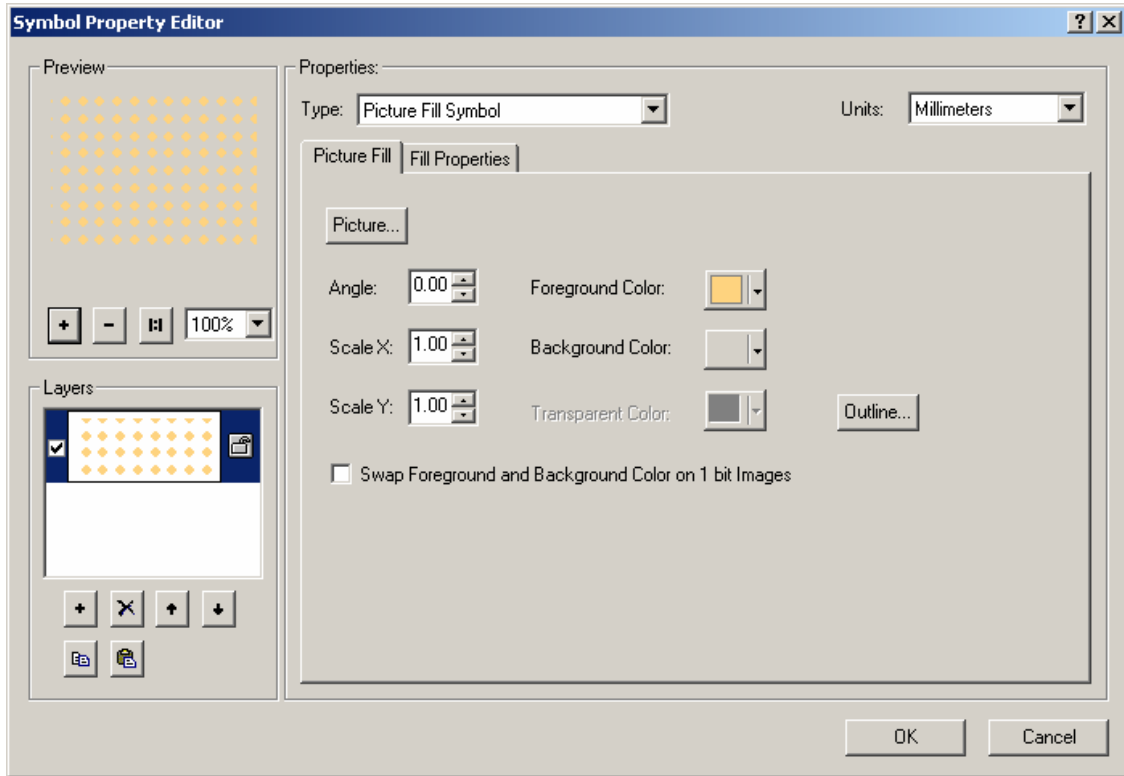 Symbol Property Editor
Preview
100%
Layers
Properties:
Type: Picture Fill Symbol
Units: Millimeters
Picture Fill
Fill Properties
Picture...
Angle: 0.00
Foreground Color:
Scale X: 1.00
Background Color:
Scale Y: 1.00
Transparent Color:
Outline...
Swap Foreground and Background Color on 1 bit Images
OK
Cancel